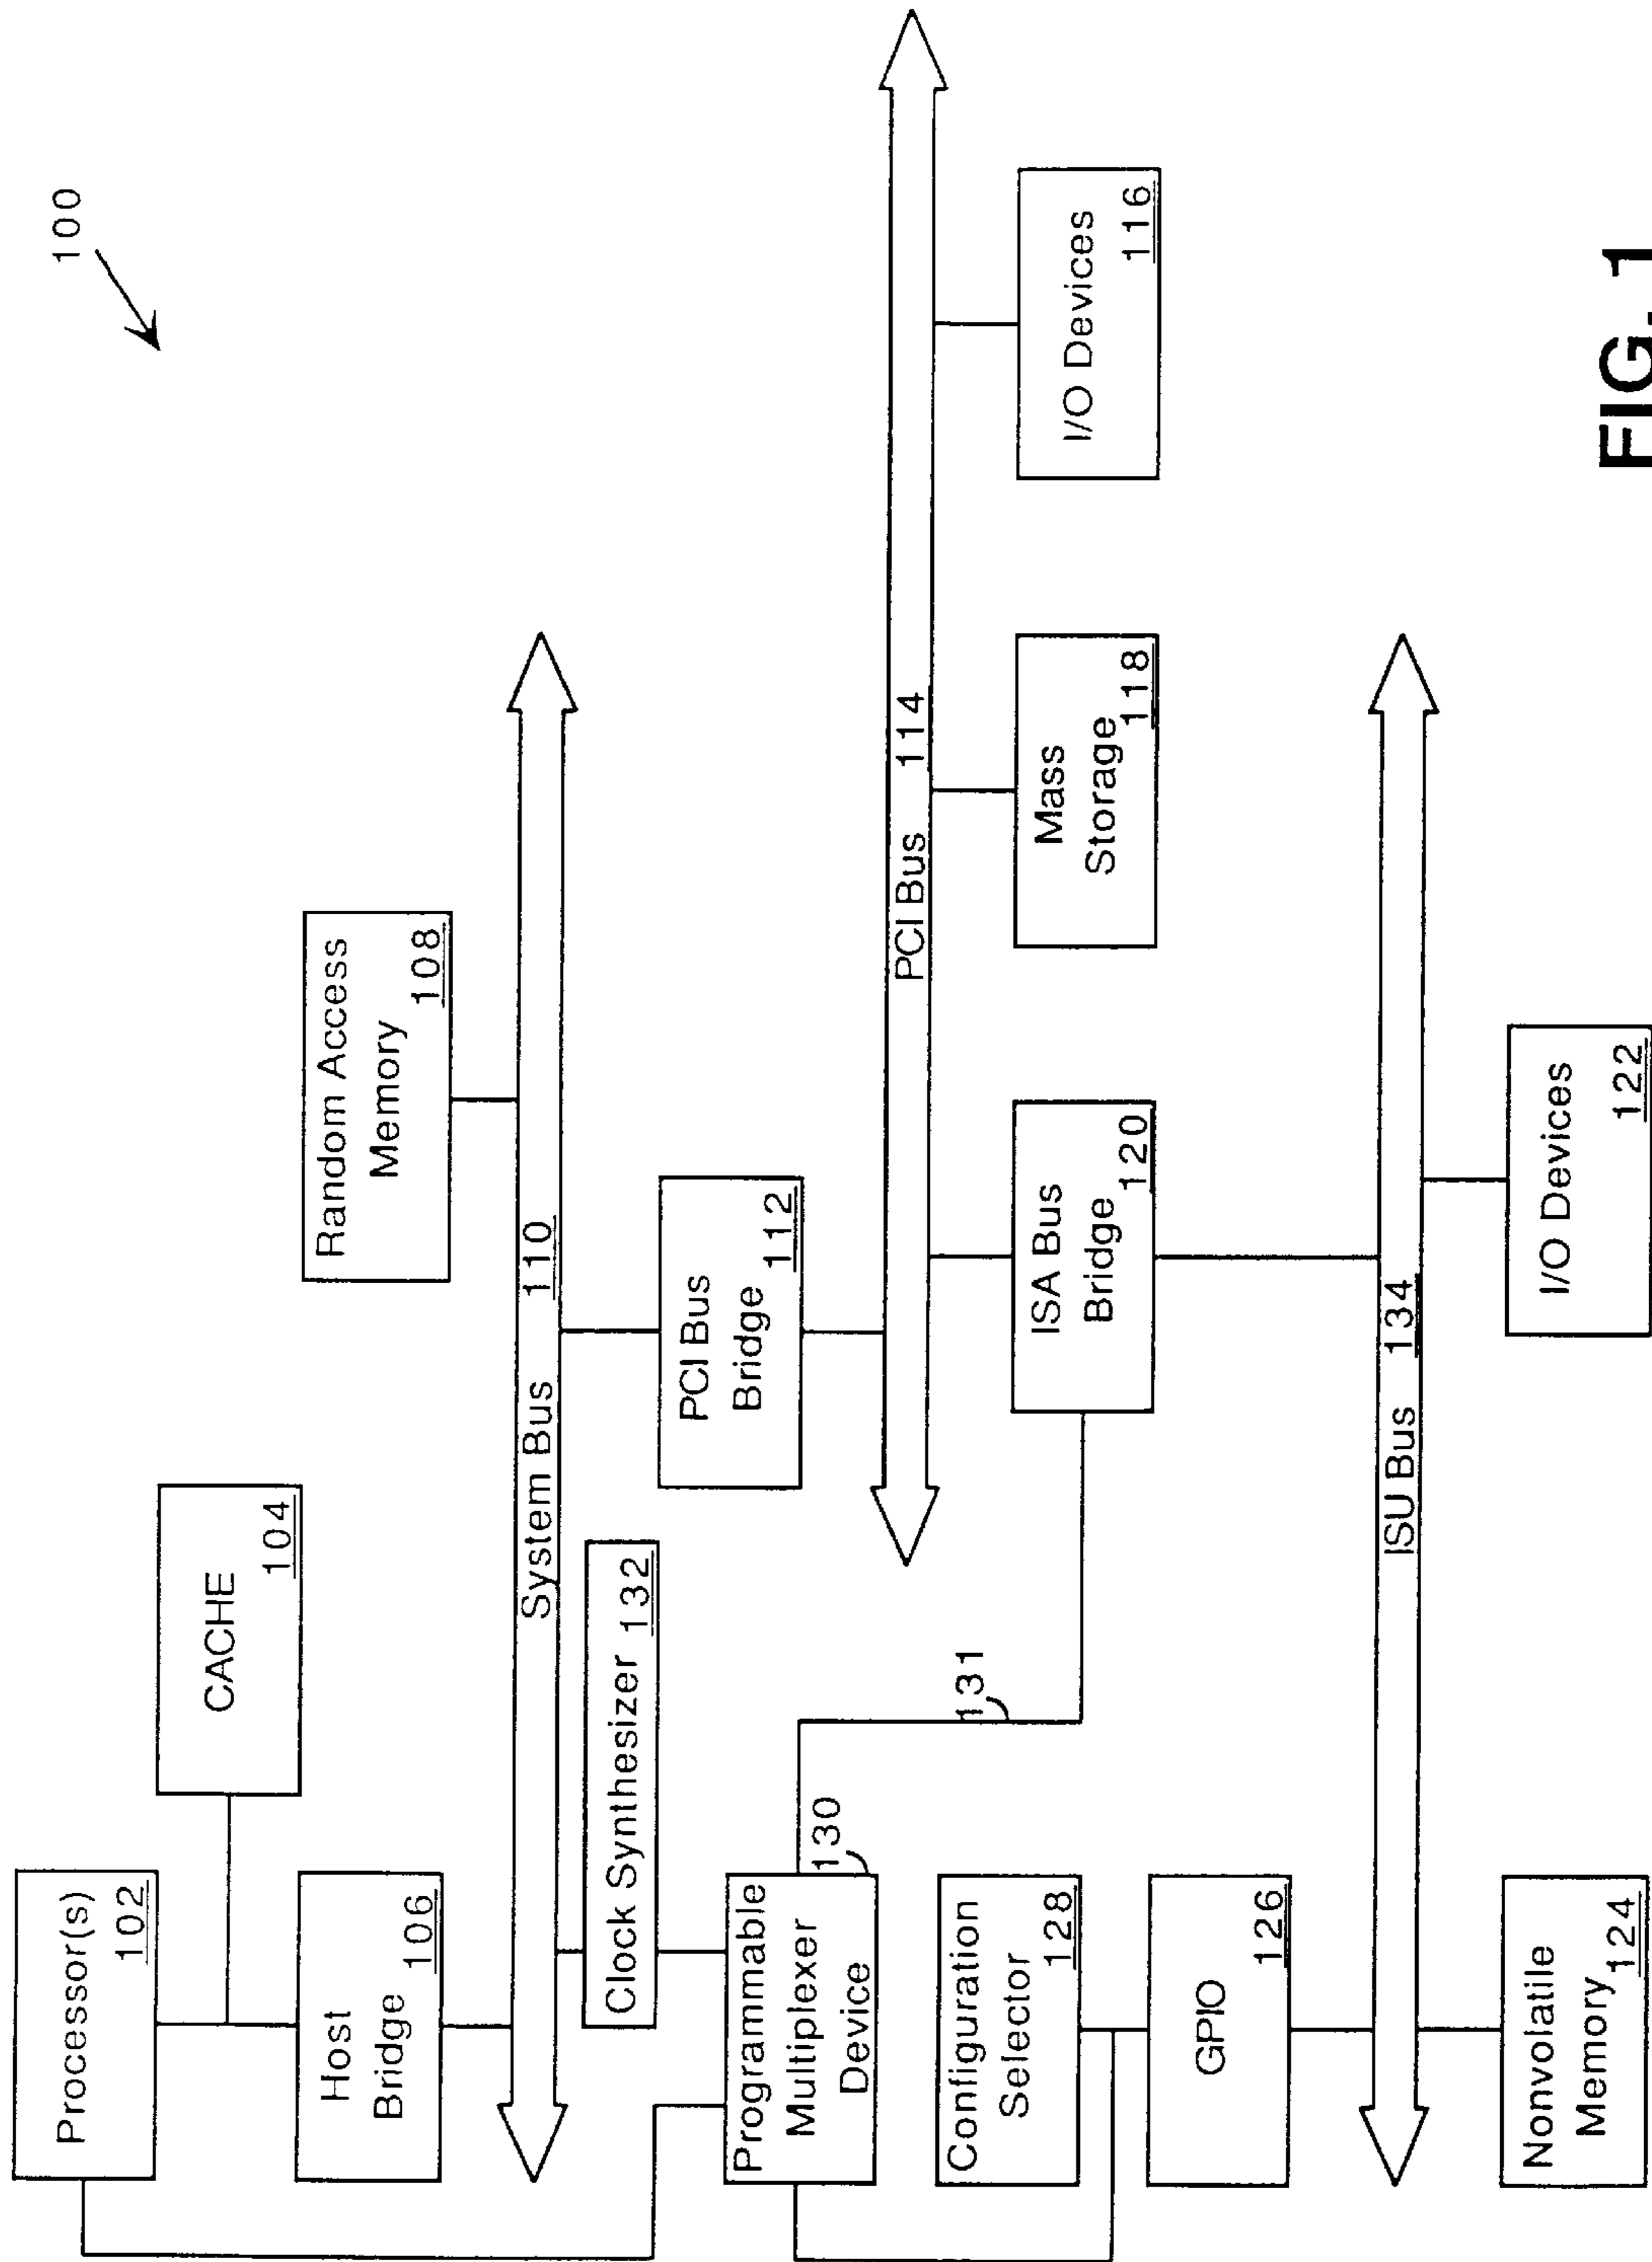 100
Processor(s)
102
CACHE
104
Host
Bridge
106
Random Access
Memory
108
System Bus 110
Clock Synthesizer 132
PCI Bus
Bridge
112
Programmable
Multiplexer
Device
130
131
PCI Bus 114
Configuration
Selector
128
ISA Bus
Bridge
120
Mass
Storage
118
I/O Devices
116
GPIO
126
ISU Bus 134
Nonvolatile
Memory
124
I/O Devices
122
FIG. 1